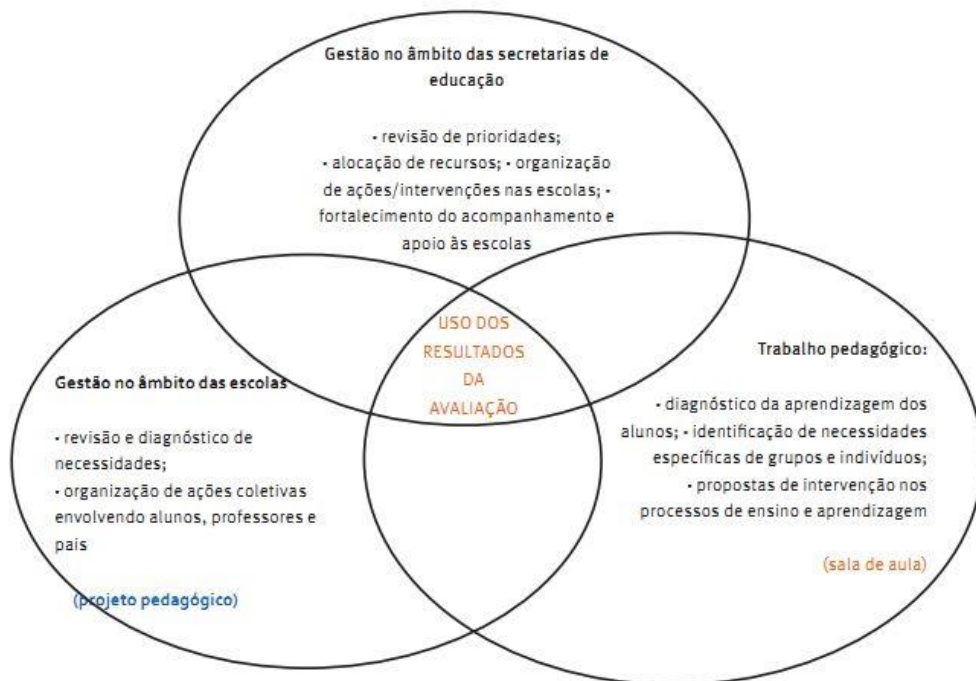 Gestão no âmbito das secretarias de
educação
• revisão de prioridades;
• alocação de recursos; • organização
de ações/intervenções nas escolas; •
fortalecimento do acompanhamento e
apoio às escolas
USO DOS
RESULTADOS
DA
AVALIAÇÃO
Gestão no âmbito das escolas
• revisão e diagnóstico de
necessidades;
• organização de ações coletivas
envolvendo alunos, professores e
pais
(projeto pedagógico)
Trabalho pedagógico:
• diagnóstico da aprendizagem dos
alunos; • identificação de necessidades
específicas de grupos e indivíduos;
• propostas de intervenção nos
processos de ensino e aprendizagem
(sala de aula)